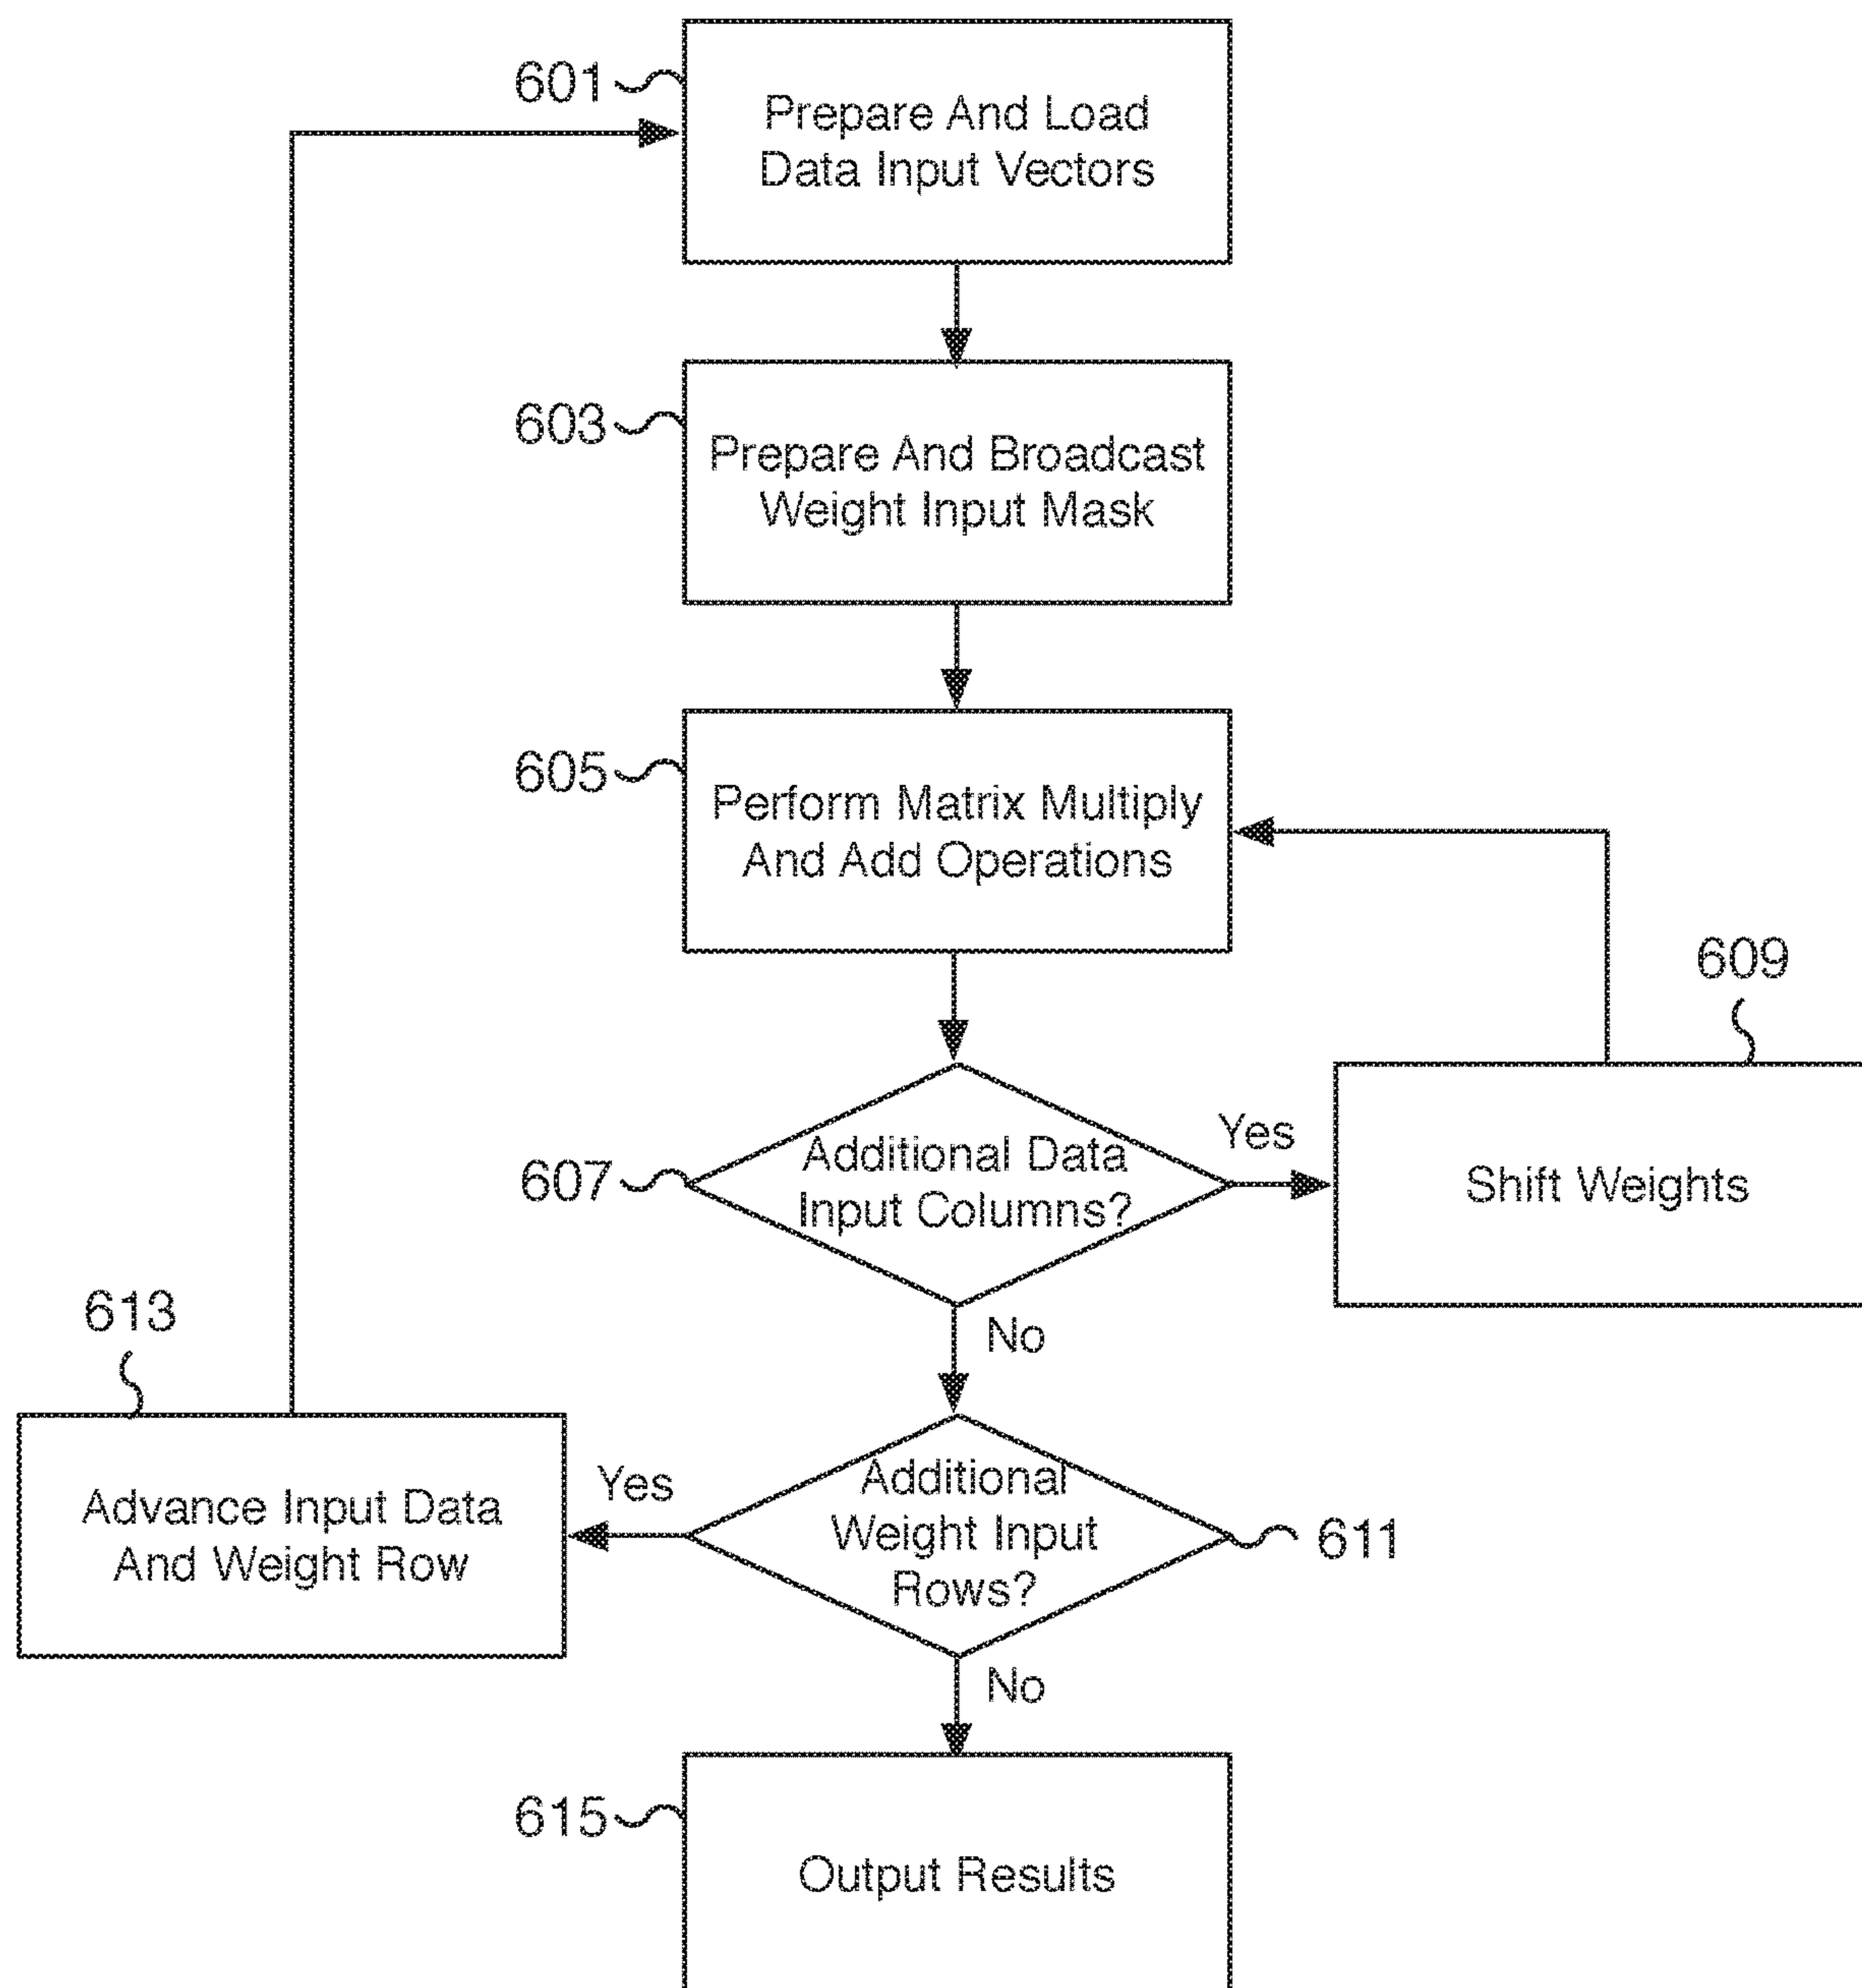 601
Prepare And Load
Data Input Vectors
603
Prepare And Broadcast
Weight Input Mask
605
Perform Matrix Multiply
And Add Operations
609
607
Additional Data
Input Columns?
Yes
Shift Weights
No
613
Advance Input Data
And Weight Row
Yes
Additional
Weight Input
Rows?
611
No
615
Output Results